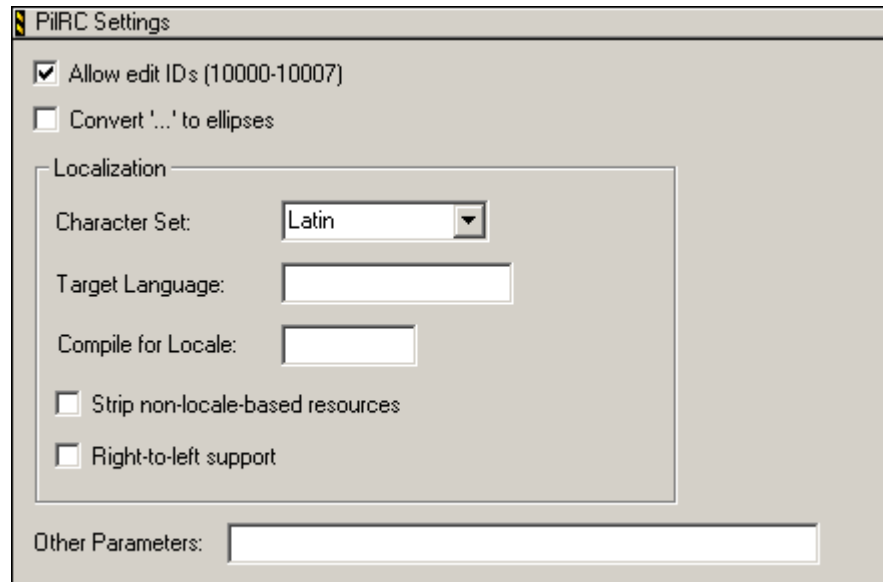 PilRC Settings
Allow edit IDs (10000-10007)
Convert '...' to ellipses
Localization
Character Set: Latin
Target Language:
Compile for Locale:
Strip non-locale-based resources
Right-to-left support
Other Parameters: